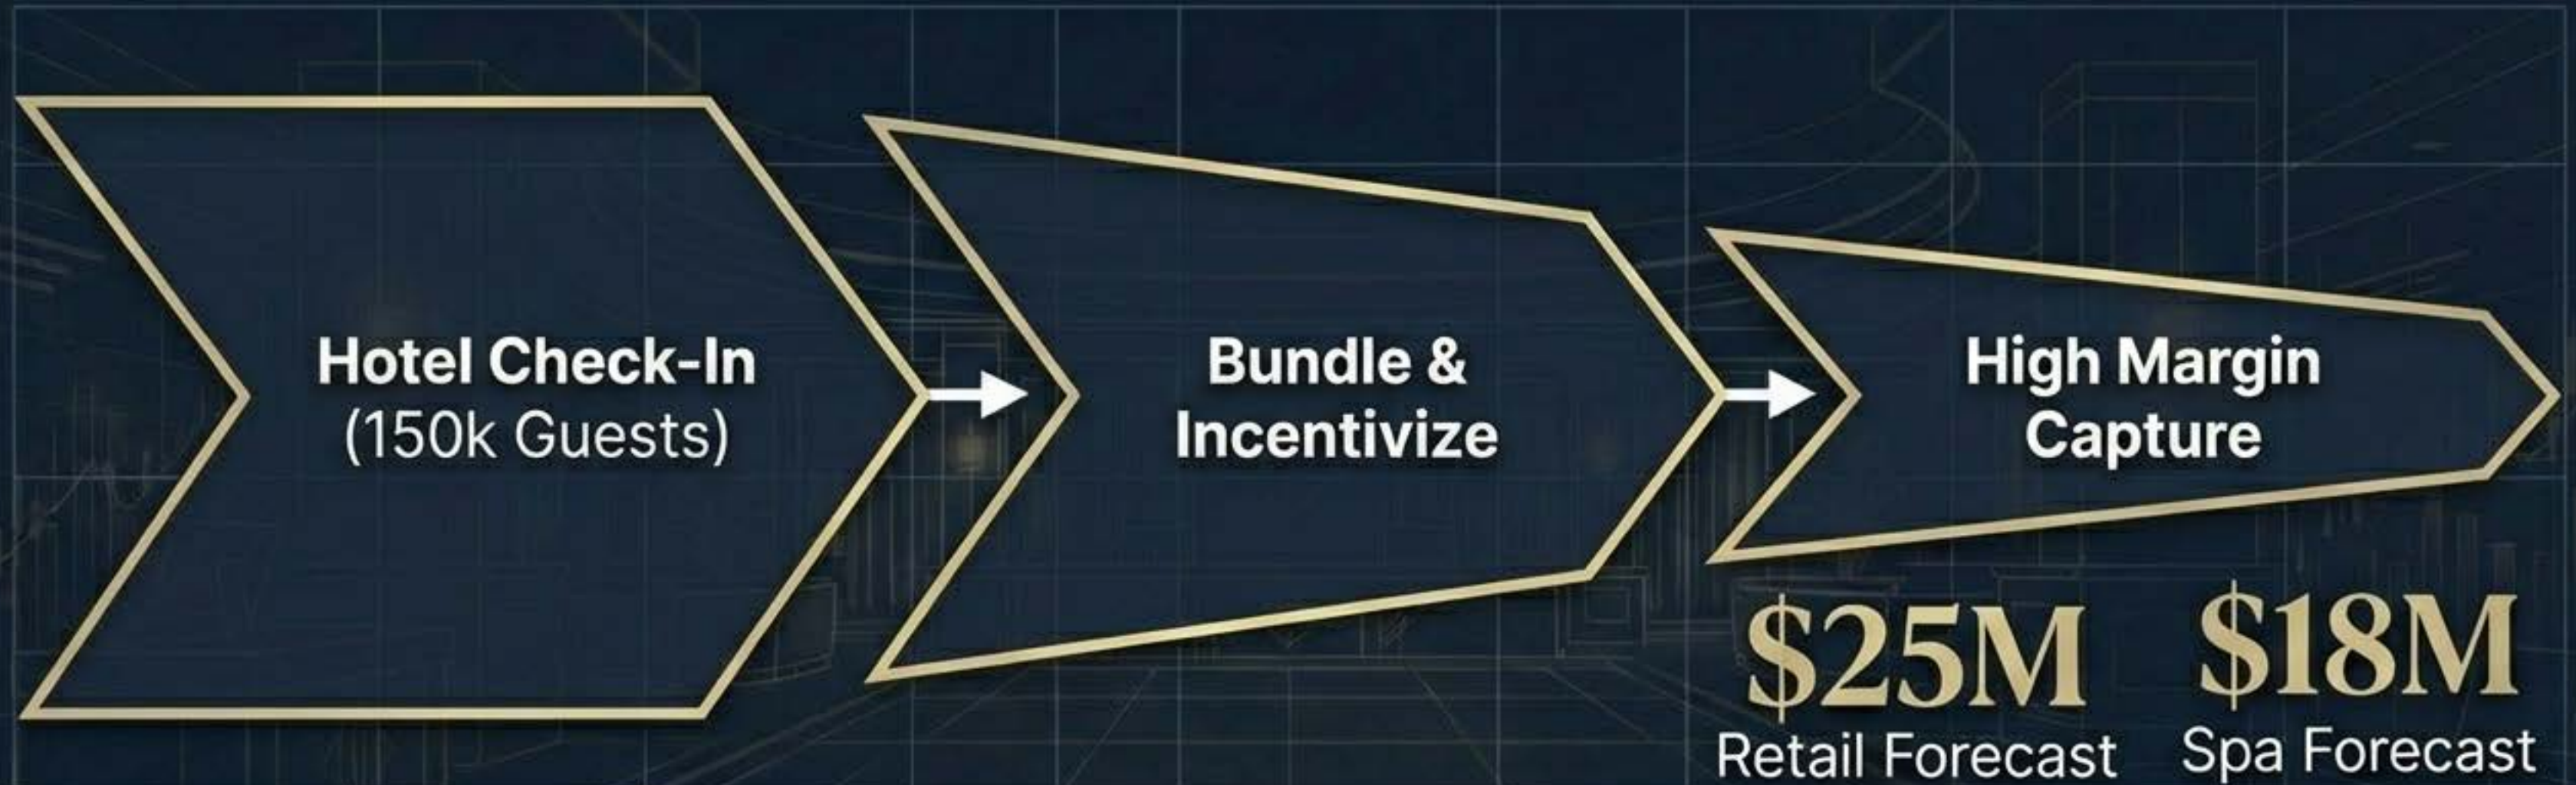 Hotel Check-In
(150k Guests)
Bundle &
Incentivize
High Margin
Capture
$25M
Retail Forecast
$18M
Spa Forecast